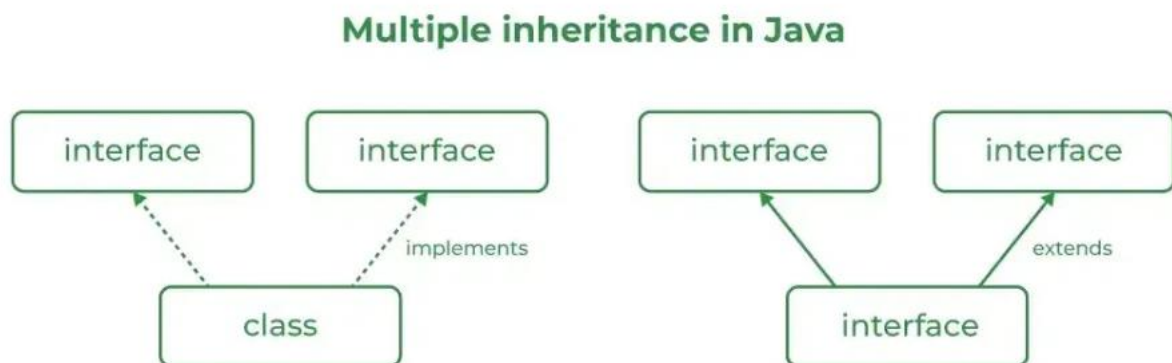 Multiple inheritance in Java
interface
interface
interface
interface
implements
extends
class
interface